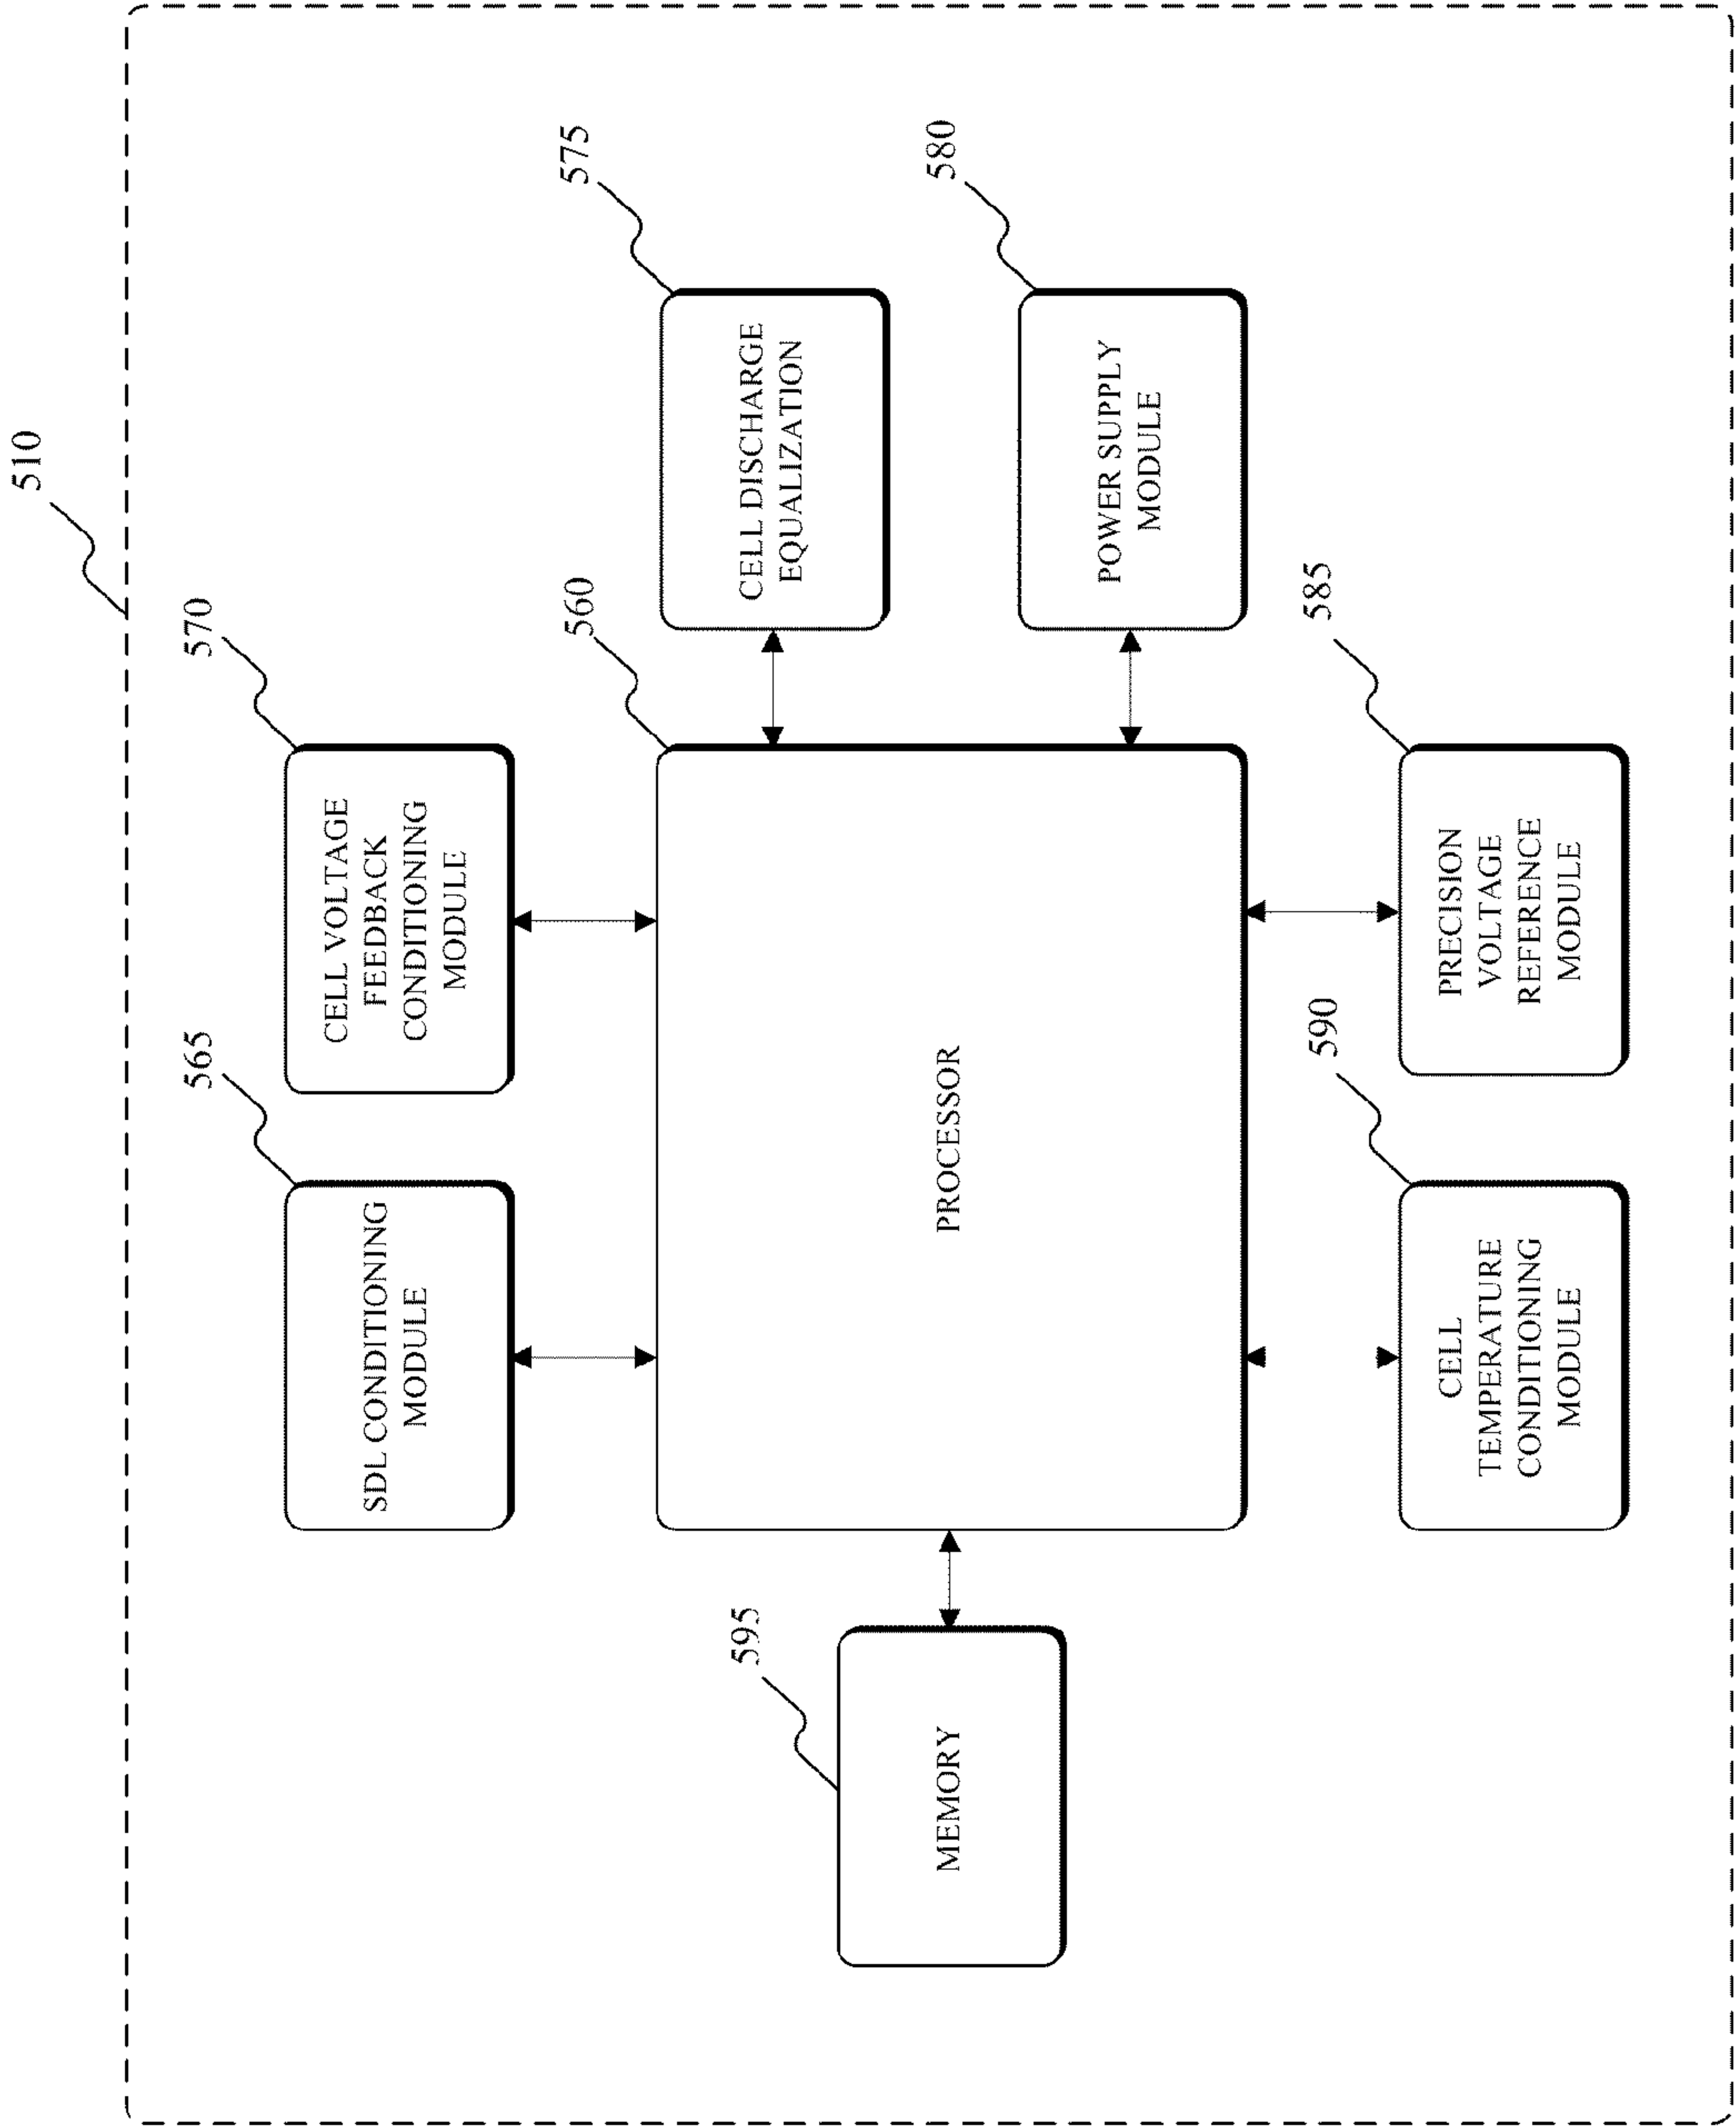 510
565
SDL CONDITIONING
MODULE
570
CELL VOLTAGE
FEEDBACK
CONDITIONING
MODULE
595
MEMORY
560
PROCESSOR
575
CELL DISCHARGE
EQUALIZATION
580
POWER SUPPLY
MODULE
590
CELL
TEMPERATURE
CONDITIONING
MODULE
585
PRECISION
VOLTAGE
REFERENCE
MODULE